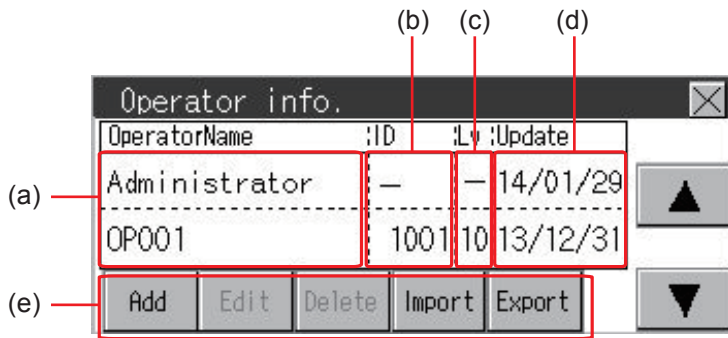 (b) (c) (d)
Operator info.
OperatorName ID Lv Update
(a)
Administrator — — 14/01/29
OP001 1001 10 13/12/31
(e)
Add Edit Delete Import Export